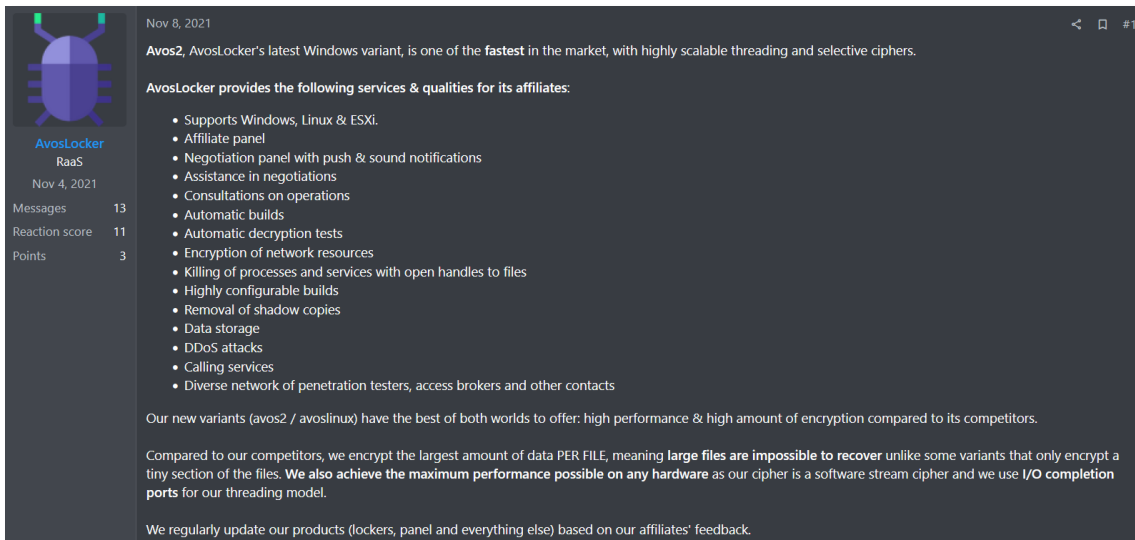 Nov 8, 2021
#1
Avos2, AvosLocker's latest Windows variant, is one of the fastest in the market, with highly scalable threading and selective ciphers.
AvosLocker provides the following services & qualities for its affiliates:
AvosLocker
RaaS
Nov 4, 2021
Messages 13
Reaction score 11
Points 3
• Supports Windows, Linux & ESXi.
• Affiliate panel
• Negotiation panel with push & sound notifications
• Assistance in negotiations
• Consultations on operations
• Automatic builds
• Automatic decryption tests
• Encryption of network resources
• Killing of processes and services with open handles to files
• Highly configurable builds
• Removal of shadow copies
• Data storage
• DDoS attacks
• Calling services
• Diverse network of penetration testers, access brokers and other contacts
Our new variants (avos2 / avoslinux) have the best of both worlds to offer: high performance & high amount of encryption compared to its competitors.
Compared to our competitors, we encrypt the largest amount of data PER FILE, meaning large files are impossible to recover unlike some variants that only encrypt a
tiny section of the files. We also achieve the maximum performance possible on any hardware as our cipher is a software stream cipher and we use I/O completion
ports for our threading model.
We regularly update our products (lockers, panel and everything else) based on our affiliates' feedback.